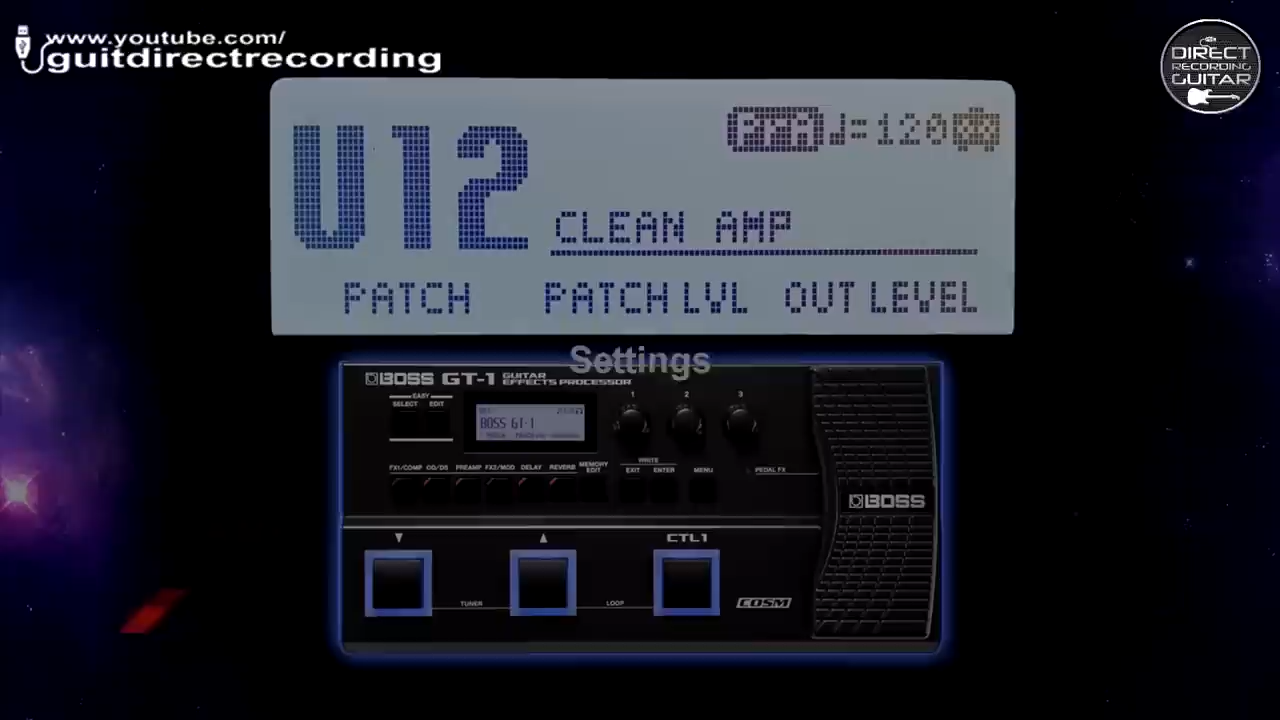 www.youtube.com/
guitdirectrecording
DIRECT
RECORDING
GUITAR
♩=120
U12
CLEAN AMP
PATCH PATCH LVL OUT LEVEL
Settings
BOSS GT-1 GUITAR
EFFECTS PROCESSOR
EASY
SELECT EDIT
1 2 3
BOSS GT-1
FX1/COMP OD/DS PREAMP FX2/MOD DELAY REVERB MEMORY
EDIT
WRITE
EXIT ENTER MENU
PEDAL FX
BOSS
▼ ▲ CTL1
TUNER LOOP
COSM